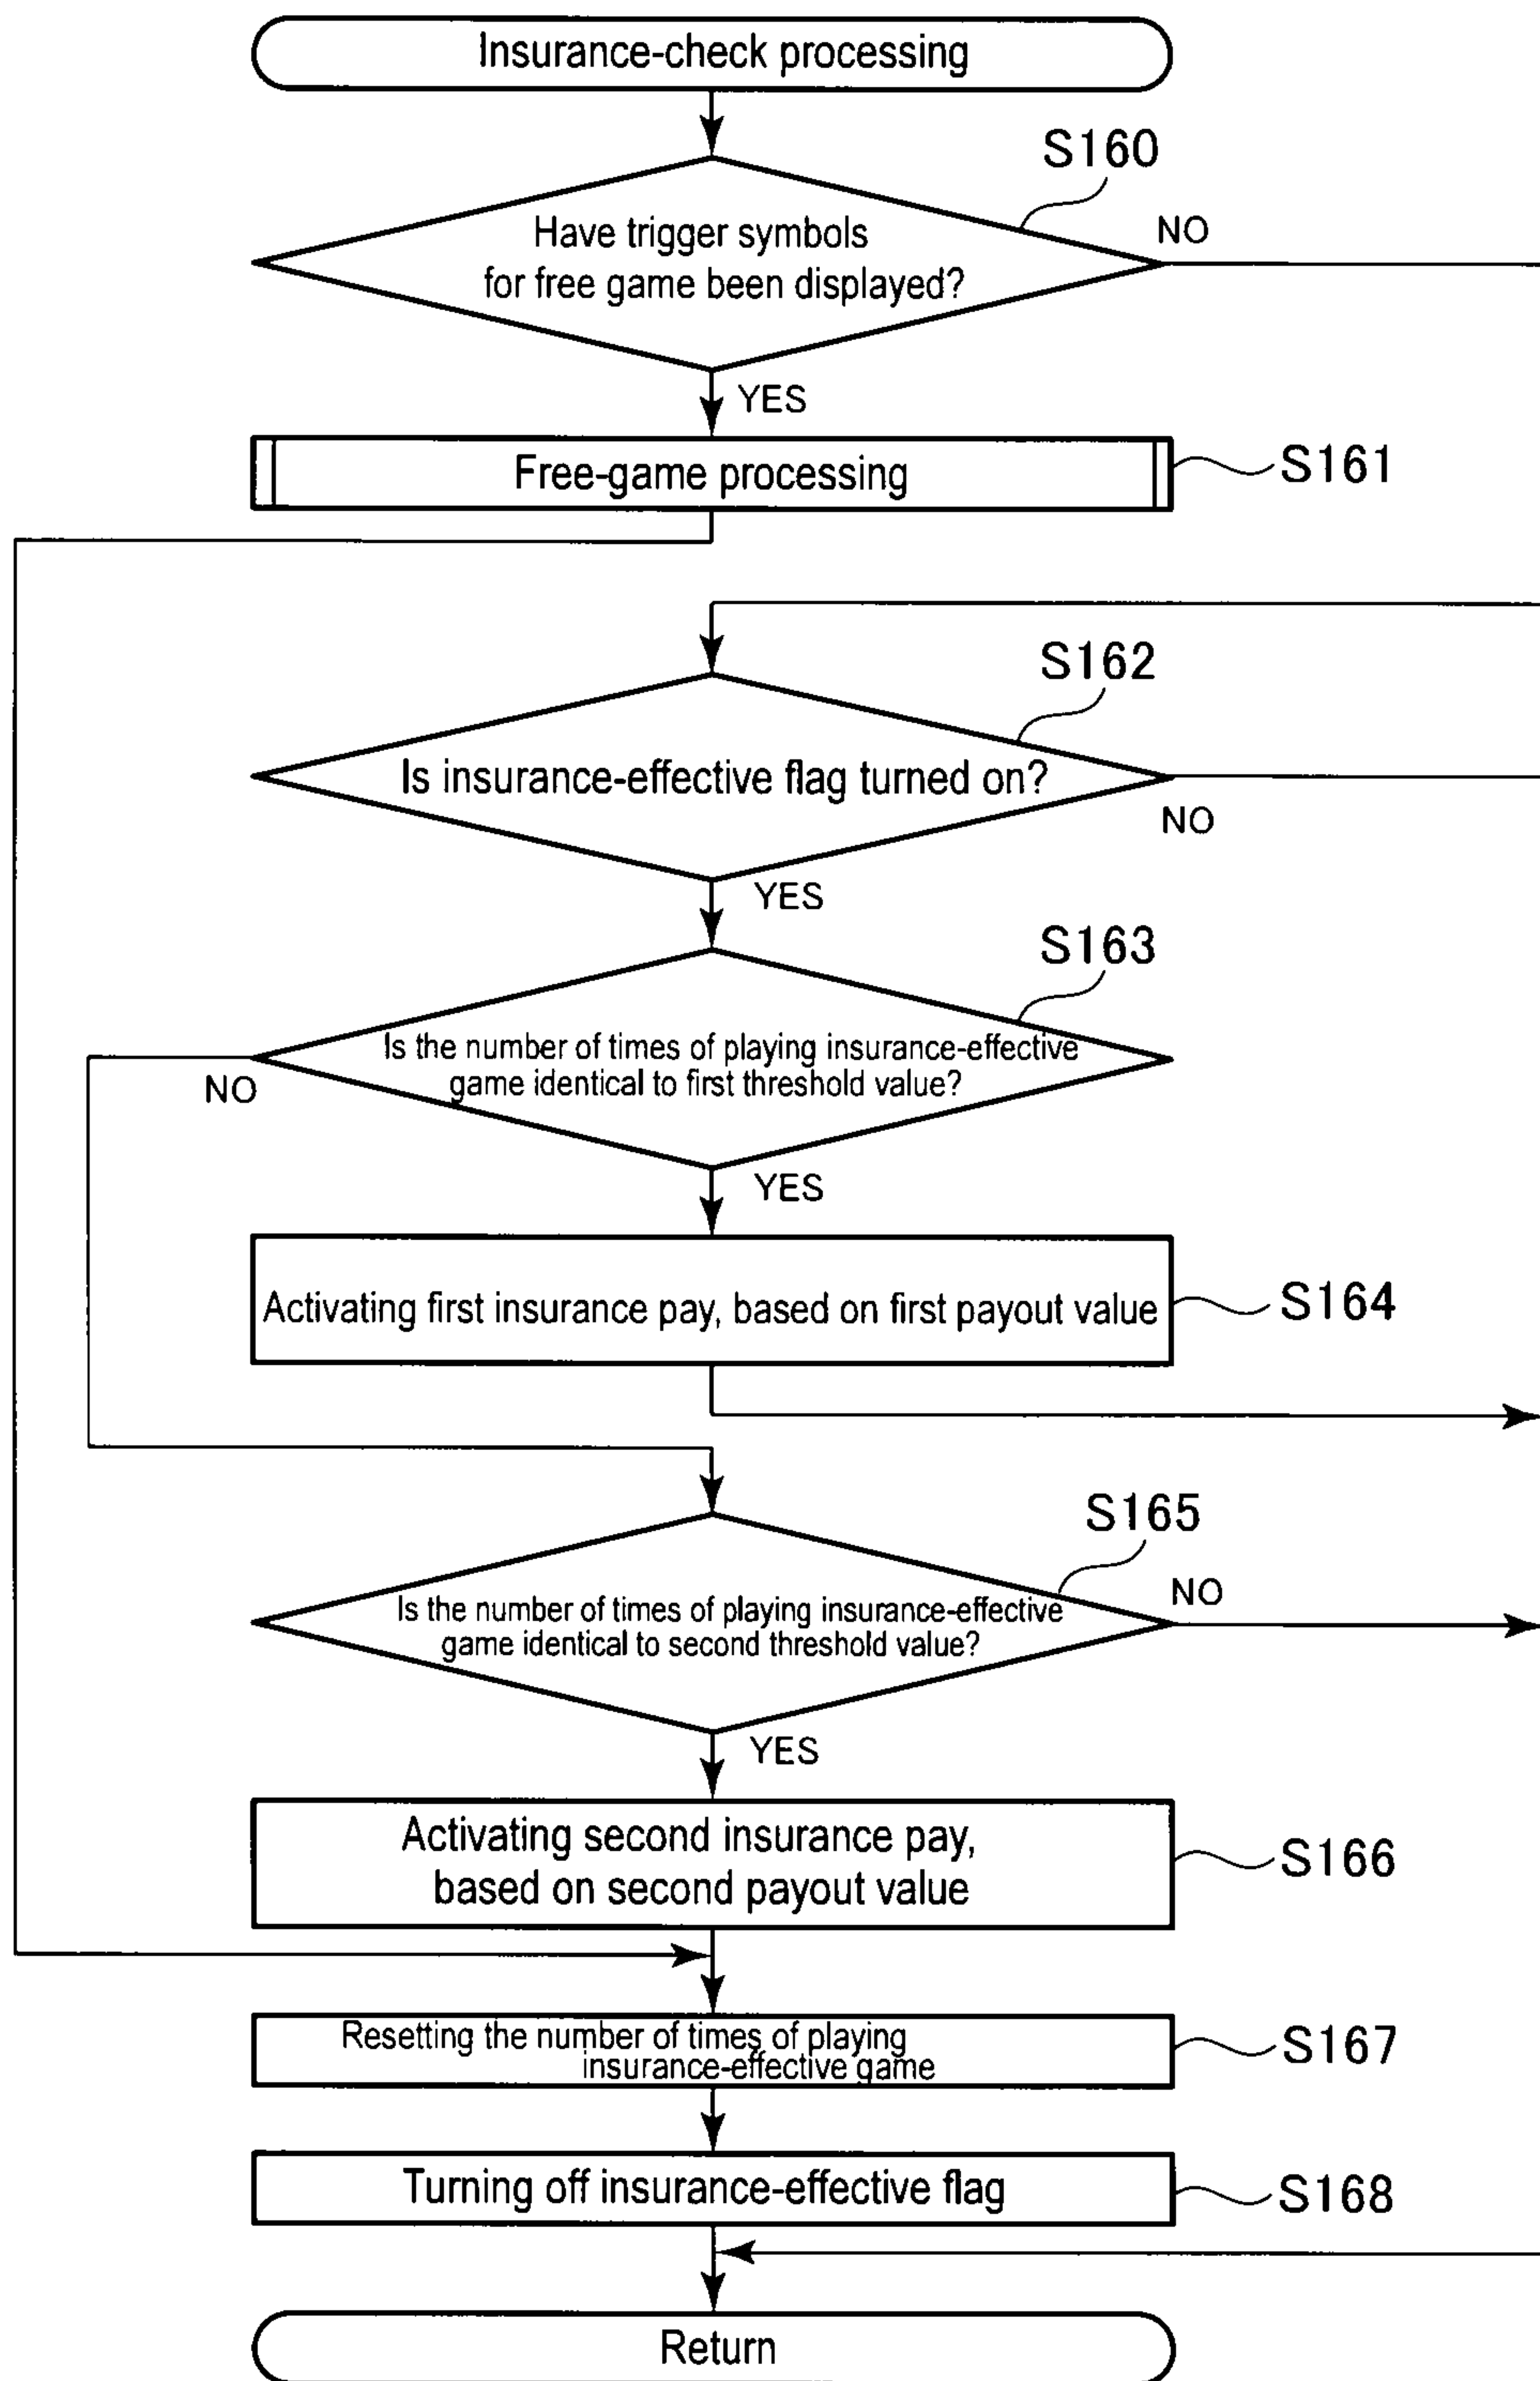 Insurance-check processing
S160
Have trigger symbols
for free game been displayed?
NO
YES
Free-game processing
S161
S162
Is insurance-effective flag turned on?
NO
YES
S163
Is the number of times of playing insurance-effective
game identical to first threshold value?
NO
YES
Activating first insurance pay, based on first payout value
S164
S165
Is the number of times of playing insurance-effective
game identical to second threshold value?
NO
YES
Activating second insurance pay,
based on second payout value
S166
Resetting the number of times of playing
insurance-effective game
S167
Turning off insurance-effective flag
S168
Return